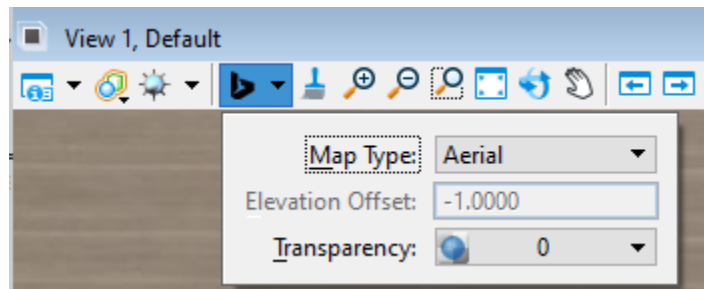 View 1, Default
Map Type: Aerial
Elevation Offset: -1.0000
Transparency: 0